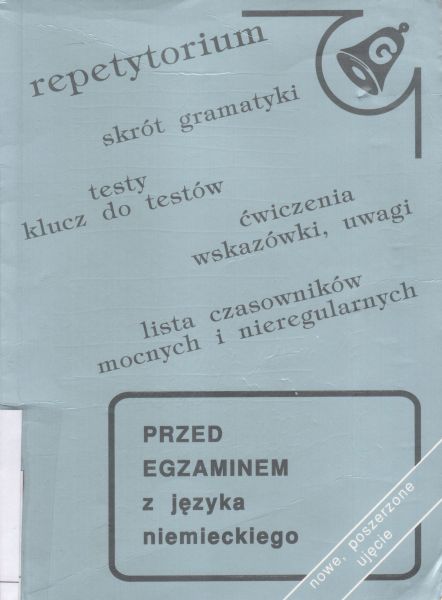 repetytorium
skrót gramatyki
testy
klucz do testów
ćwiczenia
wskazówki, uwagi
lista czasowników
mocnych i nieregularnych
PRZED
EGZAMINEM
z języka
niemieckiego
nowe, poszerzone
ujęcie